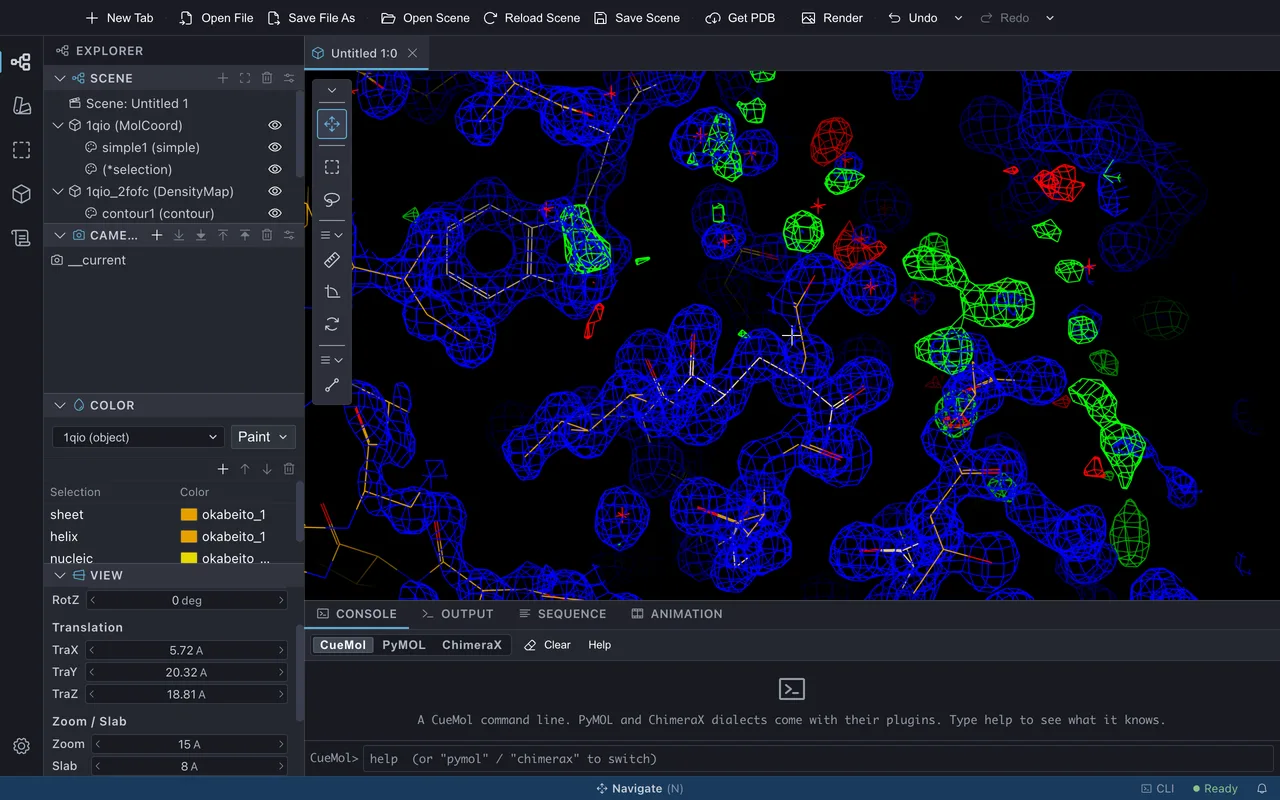 New Tab Open File Save File As Open Scene Reload Scene Save Scene Get PDB Render Undo Redo
EXPLORER
SCENE
Scene: Untitled 1
1qio (MolCoord)
simple1 (simple)
(*selection)
1qio_2fofc (DensityMap)
contour1 (contour)
CAME...
__current
COLOR
1qio (object) Paint
Selection Color
sheet okabeito_1
helix okabeito_1
nucleic okabeito ...
VIEW
RotZ 0 deg
Translation
TraX 5.72 A
TraY 20.32 A
TraZ 18.81 A
Zoom / Slab
Zoom 15 A
Slab 8 A
Untitled 1:0
CONSOLE OUTPUT SEQUENCE ANIMATION
CueMol PyMOL ChimeraX Clear Help
A CueMol command line. PyMOL and ChimeraX dialects come with their plugins. Type help to see what it knows.
CueMol> help (or "pymol" / "chimerax" to switch)
Navigate (N) CLI Ready